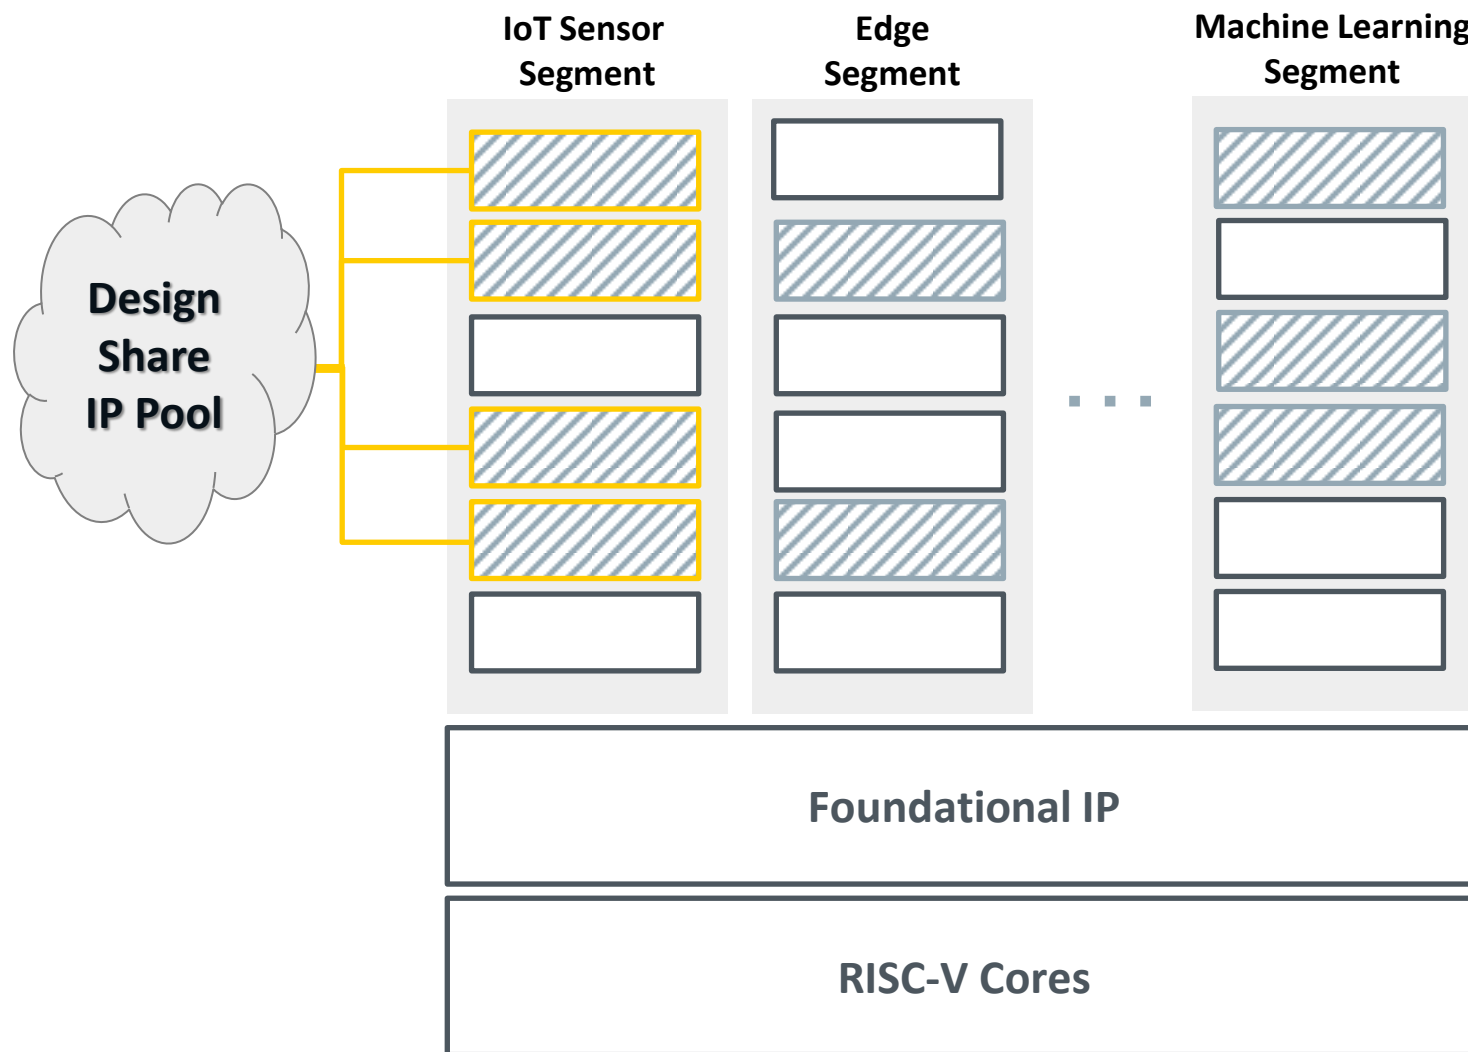 IoT Sensor
Segment
Edge
Segment
Machine Learning
Segment
Design
Share
IP Pool
. . .
Foundational IP
RISC-V Cores